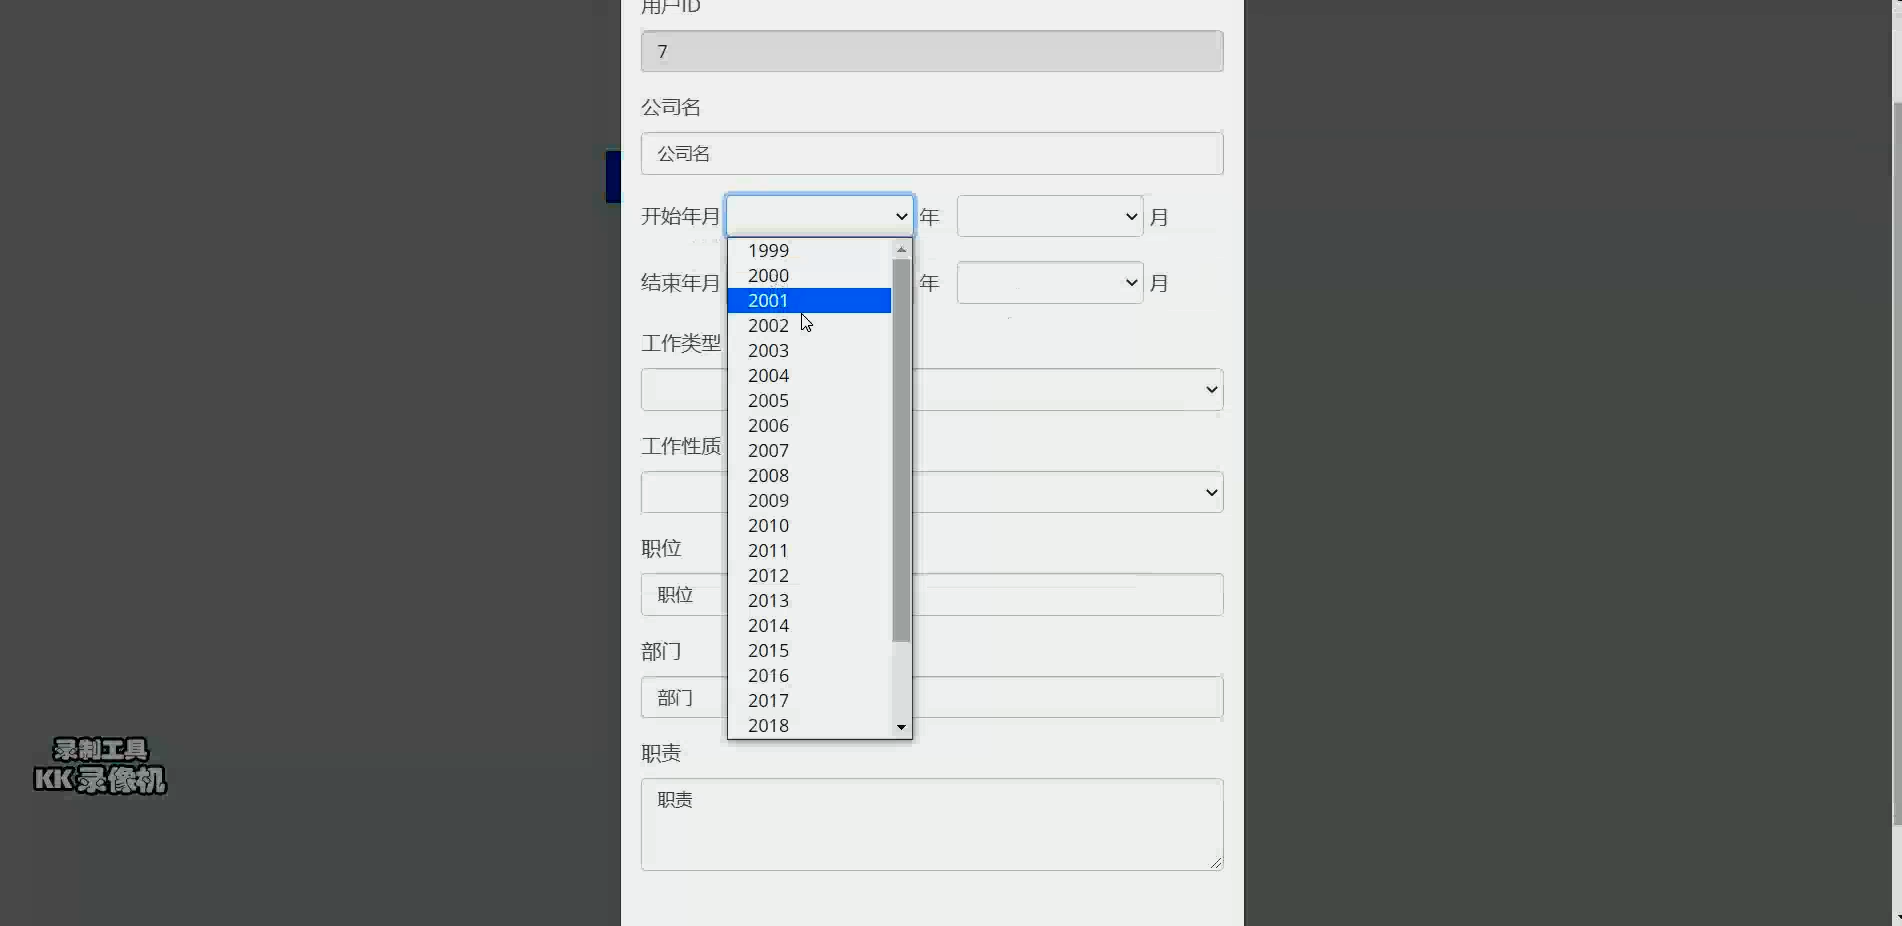 用户ID
7
公司名
公司名
开始年月 年 月
1999
2000
结束年月 年 月
2001
2002
工作类型
2003
2004
2005
2006
工作性质
2007
2008
2009
2010
职位
2011
2012
职位
2013
2014
部门
2015
2016
部门
2017
2018
职责
职责
录制工具
KK录像机